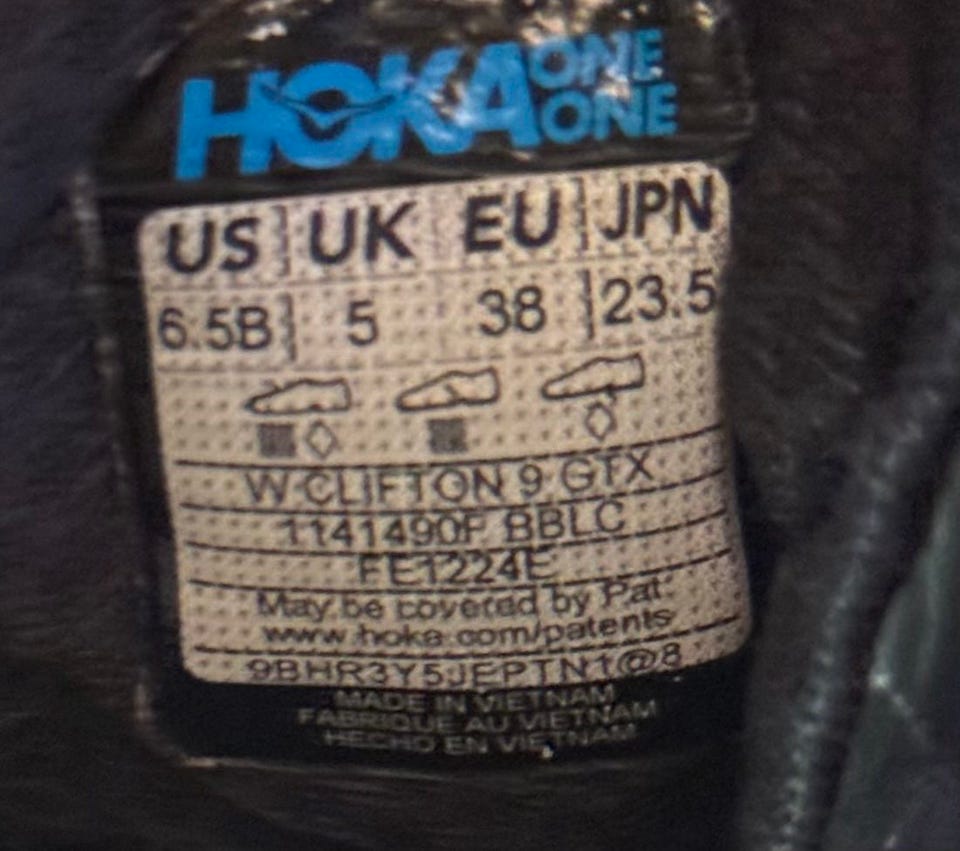 HOKA ONE ONE
US UK EU JPN
6.5B 5 38 23.5
W CLIFTON 9 GTX
1141490F BBLC
FE1224E
May be covered by Pat.
www.hoka.com/patents
9BHR3Y5JEPTN1@8
MADE IN VIETNAM
FABRIQUE AU VIETNAM
HECHO EN VIETNAM